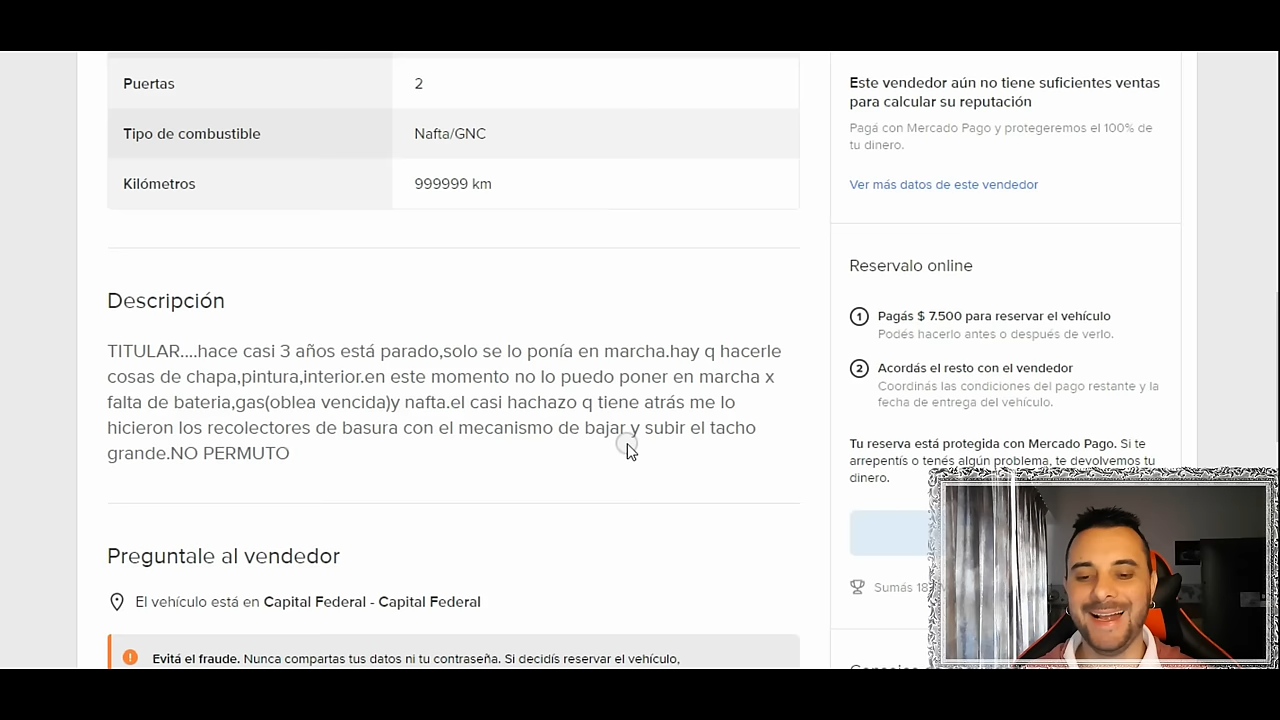 Puertas 2
Tipo de combustible Nafta/GNC
Kilómetros 999999 km
Descripción
TITULAR....hace casi 3 años está parado,solo se lo ponía en marcha.hay q hacerle
cosas de chapa,pintura,interior.en este momento no lo puedo poner en marcha x
falta de bateria,gas(oblea vencida)y nafta.el casi hachazo q tiene atrás me lo
hicieron los recolectores de basura con el mecanismo de bajar y subir el tacho
grande.NO PERMUTO
Preguntale al vendedor
El vehículo está en Capital Federal - Capital Federal
Evitá el fraude. Nunca compartas tus datos ni tu contraseña. Si decidís reservar el vehículo,
Este vendedor aún no tiene suficientes ventas
para calcular su reputación
Pagá con Mercado Pago y protegeremos el 100% de
tu dinero.
Ver más datos de este vendedor
Reservalo online
1 Pagás $ 7.500 para reservar el vehículo
Podés hacerlo antes o después de verlo.
2 Acordás el resto con el vendedor
Coordinás las condiciones del pago restante y la
fecha de entrega del vehículo.
Tu reserva está protegida con Mercado Pago. Si te
arrepentís o tenés algún problema, te devolvemos tu
dinero.
Sumás